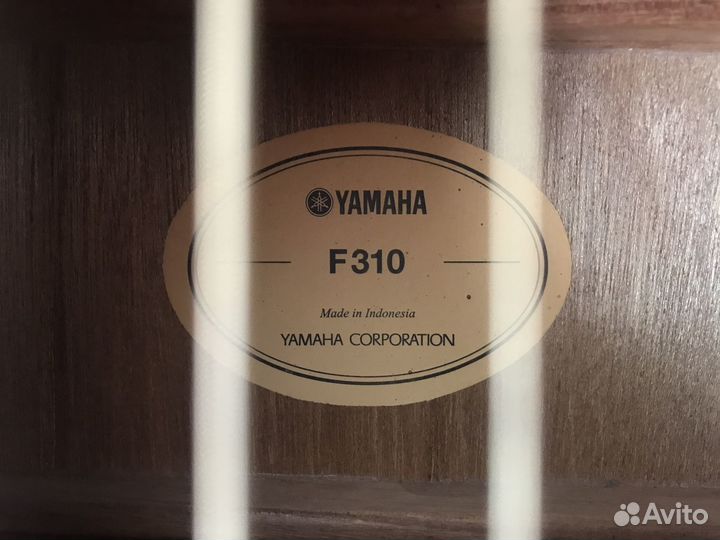 YAMAHA
F310
Made in Indonesia
YAMAHA CORPORATION
Avito